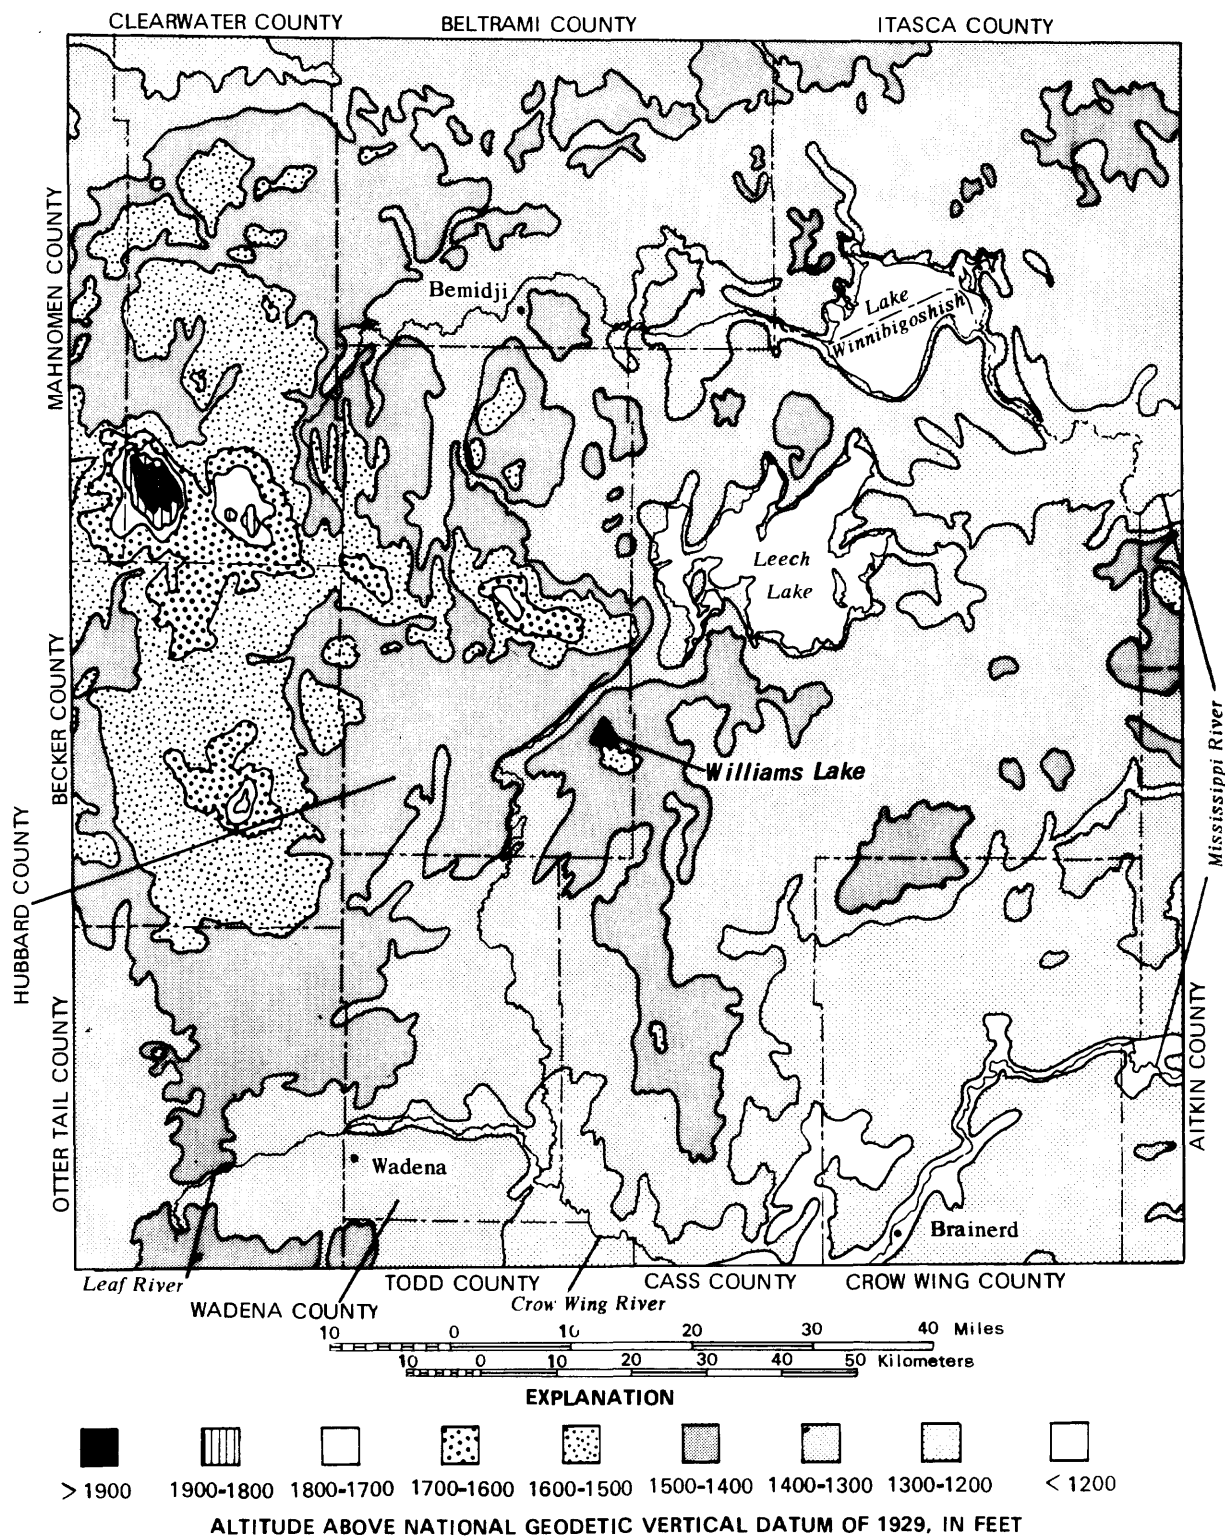 CLEARWATER COUNTY
BELTRAMI COUNTY
ITASCA COUNTY
MAHNOMEN COUNTY
Bemidji
Lake
Winnibigoshish
Leech
Lake
BECKER COUNTY
Williams Lake
Mississippi River
HUBBARD COUNTY
OTTER TAIL COUNTY
AITKIN COUNTY
Wadena
Brainerd
Leaf River
WADENA COUNTY
TODD COUNTY
Crow Wing River
CASS COUNTY
CROW WING COUNTY
10 0 10 20 30 40 Miles
10 0 10 20 30 40 50 Kilometers
EXPLANATION
>1900 1900-1800 1800-1700 1700-1600 1600-1500 1500-1400 1400-1300 1300-1200 <1200
ALTITUDE ABOVE NATIONAL GEODETIC VERTICAL DATUM OF 1929, IN FEET